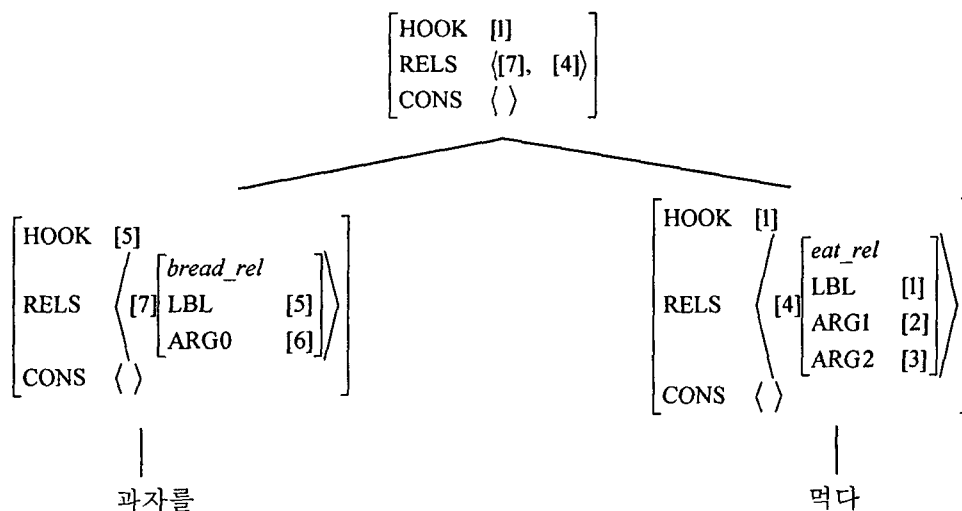 HOOK [1]
RELS ⟨[7], [4]⟩
CONS ⟨ ⟩
HOOK [5]
RELS ⟨[7] bread_rel
LBL [5]
ARG0 [6]⟩
CONS ⟨ ⟩
과자를
HOOK [1]
RELS ⟨[4] eat_rel
LBL [1]
ARG1 [2]
ARG2 [3]⟩
CONS ⟨ ⟩
먹다